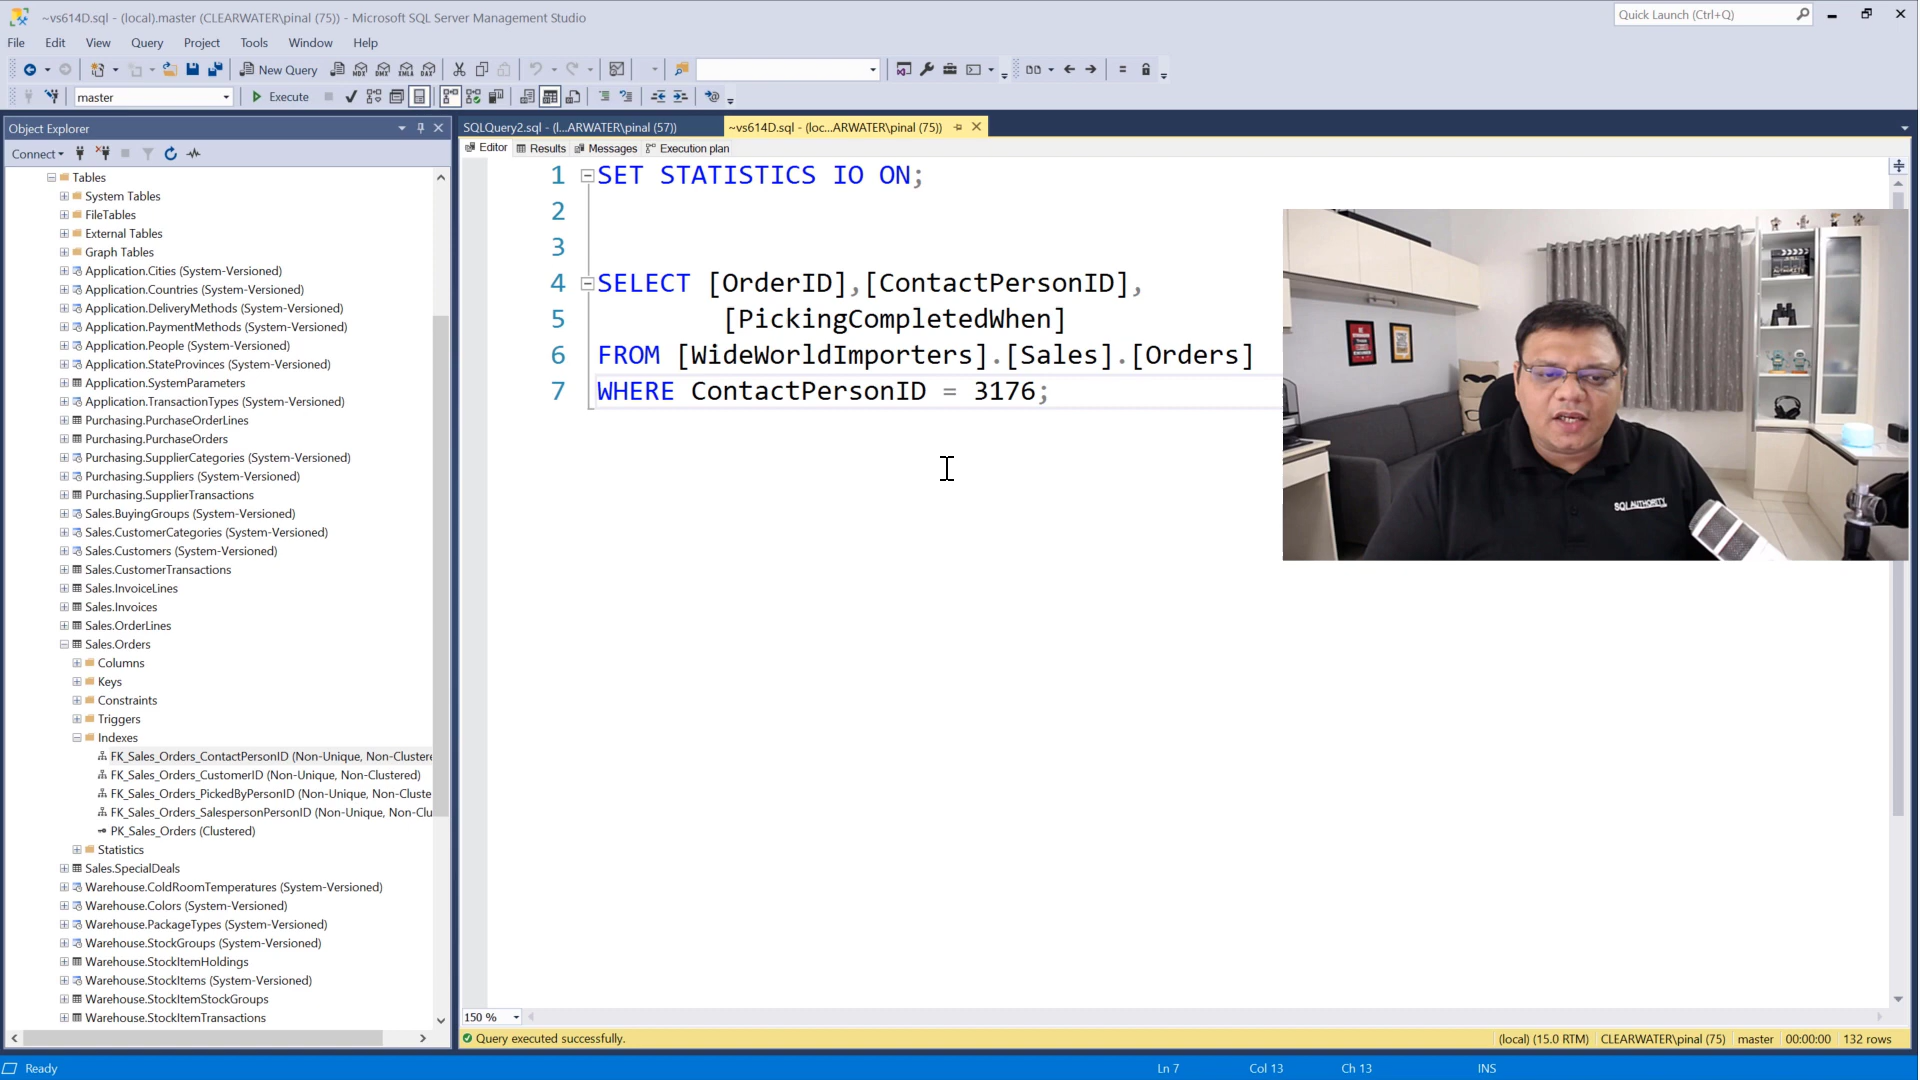 ~vs614D.sql - (local).master (CLEARWATER\pinal (75)) - Microsoft SQL Server Management Studio
Quick Launch (Ctrl+Q)
File Edit View Query Project Tools Window Help
New Query
master
Execute
Object Explorer
Connect
SQLQuery2.sql - (l...ARWATER\pinal (57))
~vs614D.sql - (loc...ARWATER\pinal (75))
Editor Results Messages Execution plan
Tables
System Tables
FileTables
External Tables
Graph Tables
Application.Cities (System-Versioned)
Application.Countries (System-Versioned)
Application.DeliveryMethods (System-Versioned)
Application.PaymentMethods (System-Versioned)
Application.People (System-Versioned)
Application.StateProvinces (System-Versioned)
Application.SystemParameters
Application.TransactionTypes (System-Versioned)
Purchasing.PurchaseOrderLines
Purchasing.PurchaseOrders
Purchasing.SupplierCategories (System-Versioned)
Purchasing.Suppliers (System-Versioned)
Purchasing.SupplierTransactions
Sales.BuyingGroups (System-Versioned)
Sales.CustomerCategories (System-Versioned)
Sales.Customers (System-Versioned)
Sales.CustomerTransactions
Sales.InvoiceLines
Sales.Invoices
Sales.OrderLines
Sales.Orders
Columns
Keys
Constraints
Triggers
Indexes
FK_Sales_Orders_ContactPersonID (Non-Unique, Non-Clustere
FK_Sales_Orders_CustomerID (Non-Unique, Non-Clustered)
FK_Sales_Orders_PickedByPersonID (Non-Unique, Non-Cluste
FK_Sales_Orders_SalespersonPersonID (Non-Unique, Non-Clu
PK_Sales_Orders (Clustered)
Statistics
Sales.SpecialDeals
Warehouse.ColdRoomTemperatures (System-Versioned)
Warehouse.Colors (System-Versioned)
Warehouse.PackageTypes (System-Versioned)
Warehouse.StockGroups (System-Versioned)
Warehouse.StockItemHoldings
Warehouse.StockItems (System-Versioned)
Warehouse.StockItemStockGroups
Warehouse.StockItemTransactions
1 SET STATISTICS IO ON;
2
3
4 SELECT [OrderID],[ContactPersonID],
5 [PickingCompletedWhen]
6 FROM [WideWorldImporters].[Sales].[Orders]
7 WHERE ContactPersonID = 3176;
SQLAUTHORITY
150 %
Query executed successfully.
(local) (15.0 RTM) CLEARWATER\pinal (75) master 00:00:00 132 rows
Ready
Ln 7 Col 13 Ch 13 INS